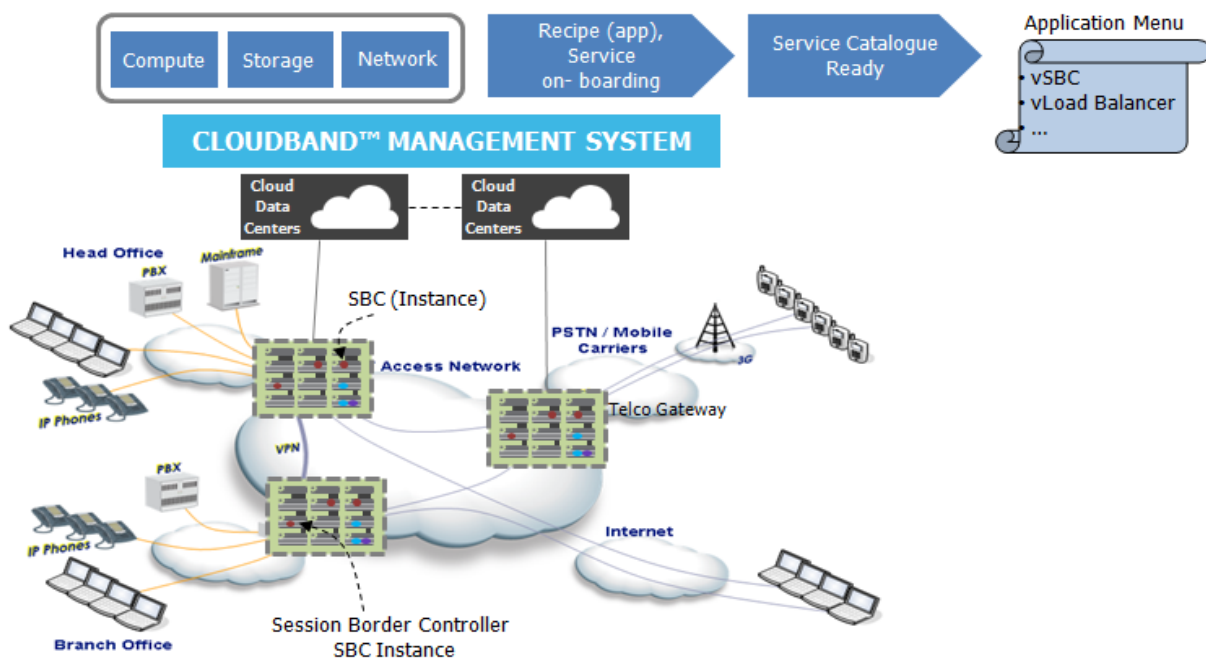 Compute
Storage
Network
Recipe (app),
Service
on- boarding
Service Catalogue
Ready
Application Menu
• vSBC
• vLoad Balancer
• ...
CLOUDBAND™ MANAGEMENT SYSTEM
Cloud
Data
Centers
Cloud
Data
Centers
Head Office
PBX
Mainframe
SBC (Instance)
PSTN / Mobile
Carriers
3G
Access Network
IP Phones
Telco Gateway
VPN
PBX
IP Phones
Internet
Branch Office
Session Border Controller
SBC Instance